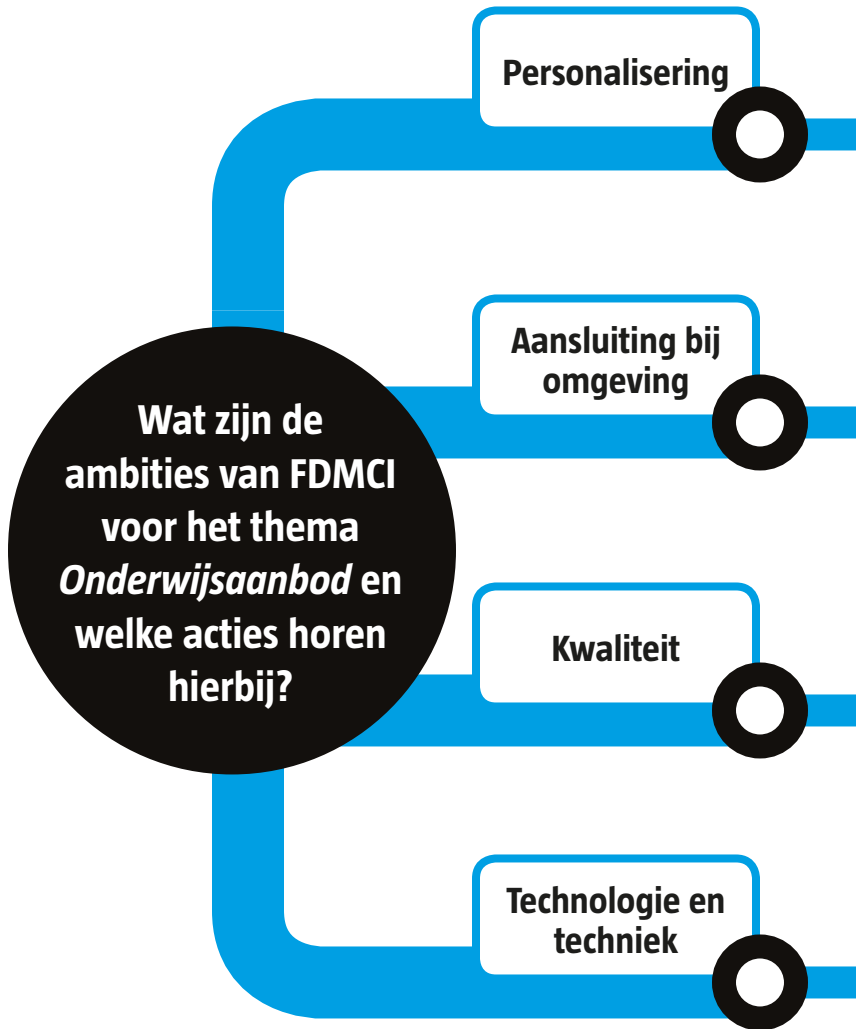 Personalisering
Aansluiting bij
omgeving
Wat zijn de
ambities van FDMCI
voor het thema
Onderwijsaanbod en
welke acties horen
hierbij?
Kwaliteit
Technologie en
techniek